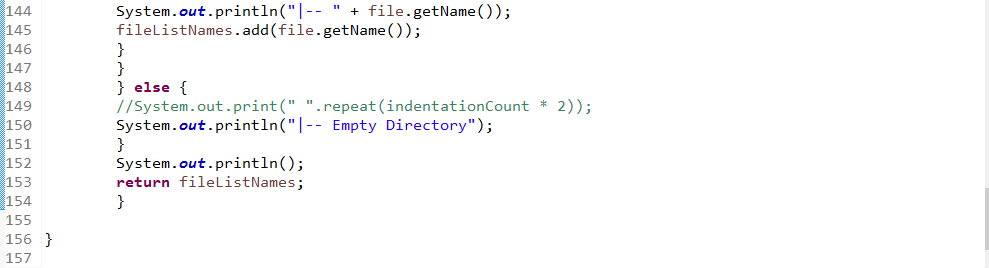 144 System.out.println("|-- " + file.getName());
145 fileListNames.add(file.getName());
146 }
147 }
148 } else {
149 //System.out.print(" ".repeat(indentationCount * 2));
150 System.out.println("|-- Empty Directory");
151 }
152 System.out.println();
153 return fileListNames;
154 }
155
156 }
157